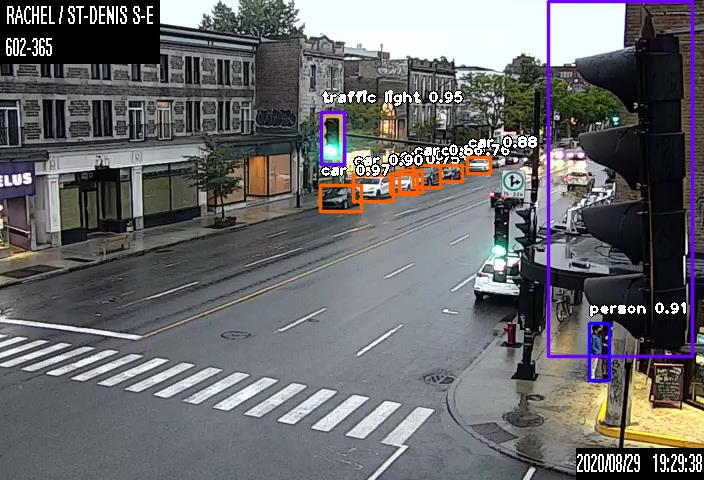 RACHEL / ST-DENIS S-E
602-365
traffic light 0.95
car 0.88
car 0.90
car 0.97
ELUS
person 0.91
2020/08/29 19:29:38